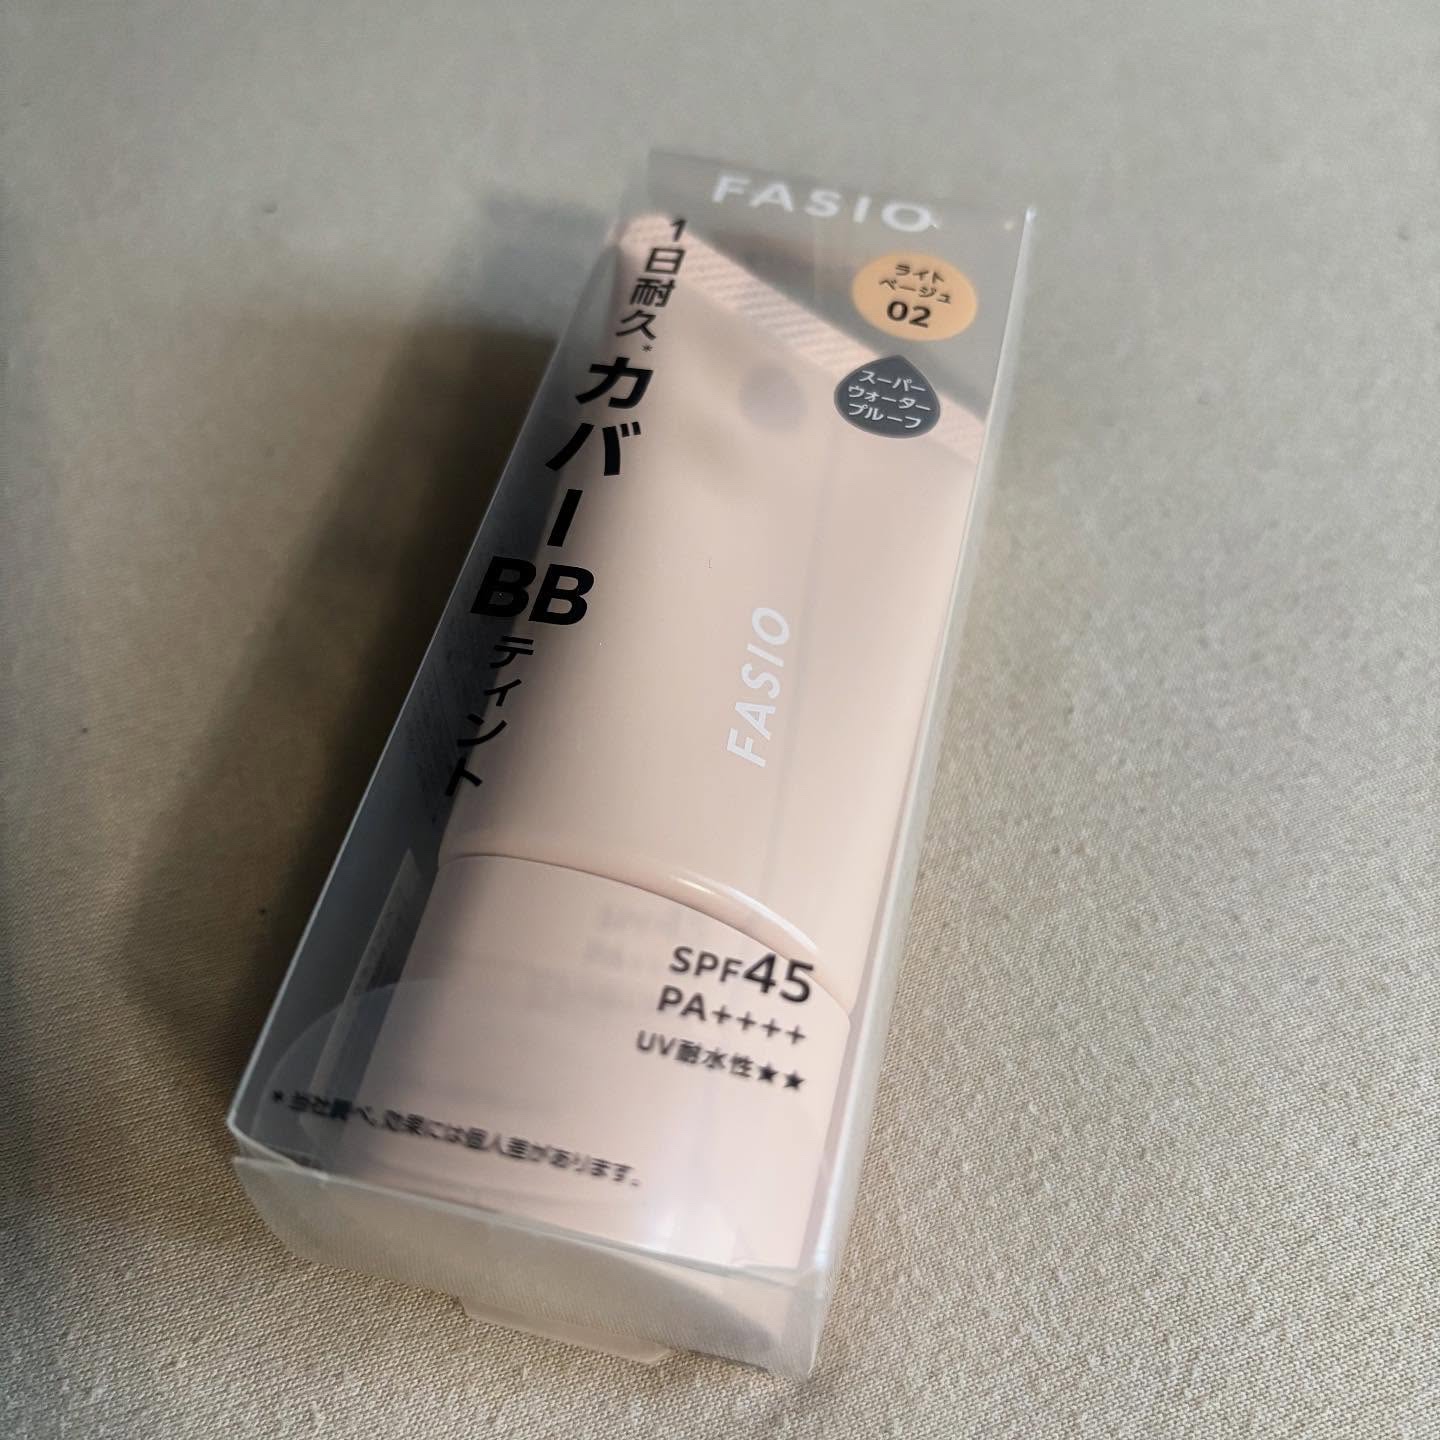 FASIO
ライト
ベージュ
02
スーパー
ウォーター
プルーフ
1日耐久*
カバー
BB
ティント
FASIO
SPF45
PA++++
UV耐水性★★
*当社調べ。効果には個人差があります。